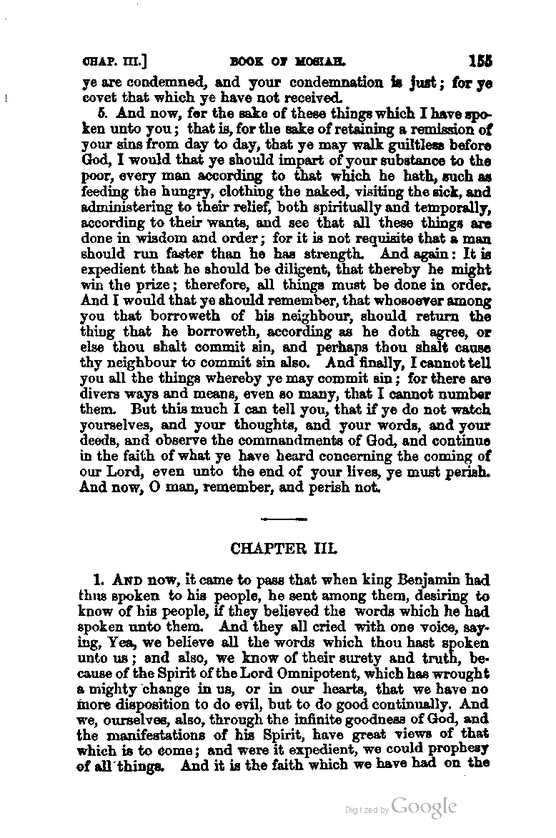 CHAP. III.] BOOK OF MOSIAH. 155
ye are condemned, and your condemnation is just; for ye
covet that which ye have not received.
5. And now, for the sake of these things which I have spo-
ken unto you; that is, for the sake of retaining a remission of
your sins from day to day, that ye may walk guiltless before
God, I would that ye should impart of your substance to the
poor, every man according to that which he hath, such as
feeding the hungry, clothing the naked, visiting the sick, and
administering to their relief, both spiritually and temporally,
according to their wants, and see that all these things are
done in wisdom and order; for it is not requisite that a man
should run faster than he has strength. And again: It is
expedient that he should be diligent, that thereby he might
win the prize; therefore, all things must be done in order.
And I would that ye should remember, that whosoever among
you that borroweth of his neighbour, should return the
thing that he borroweth, according as he doth agree, or
else thou shalt commit sin, and perhaps thou shalt cause
thy neighbour to commit sin also. And finally, I cannot tell
you all the things whereby ye may commit sin; for there are
divers ways and means, even so many, that I cannot number
them. But this much I can tell you, that if ye do not watch
yourselves, and your thoughts, and your words, and your
deeds, and observe the commandments of God, and continue
in the faith of what ye have heard concerning the coming of
our Lord, even unto the end of your lives, ye must perish.
And now, O man, remember, and perish not.
CHAPTER III.
1. AND now, it came to pass that when king Benjamin had
thus spoken to his people, he sent among them, desiring to
know of his people, if they believed the words which he had
spoken unto them. And they all cried with one voice, say-
ing, Yea, we believe all the words which thou hast spoken
unto us; and also, we know of their surety and truth, be-
cause of the Spirit of the Lord Omnipotent, which has wrought
a mighty change in us, or in our hearts, that we have no
more disposition to do evil, but to do good continually. And
we, ourselves, also, through the infinite goodness of God, and
the manifestations of his Spirit, have great views of that
which is to come; and were it expedient, we could prophesy
of all things. And it is the faith which we have had on the
Digitized by Google